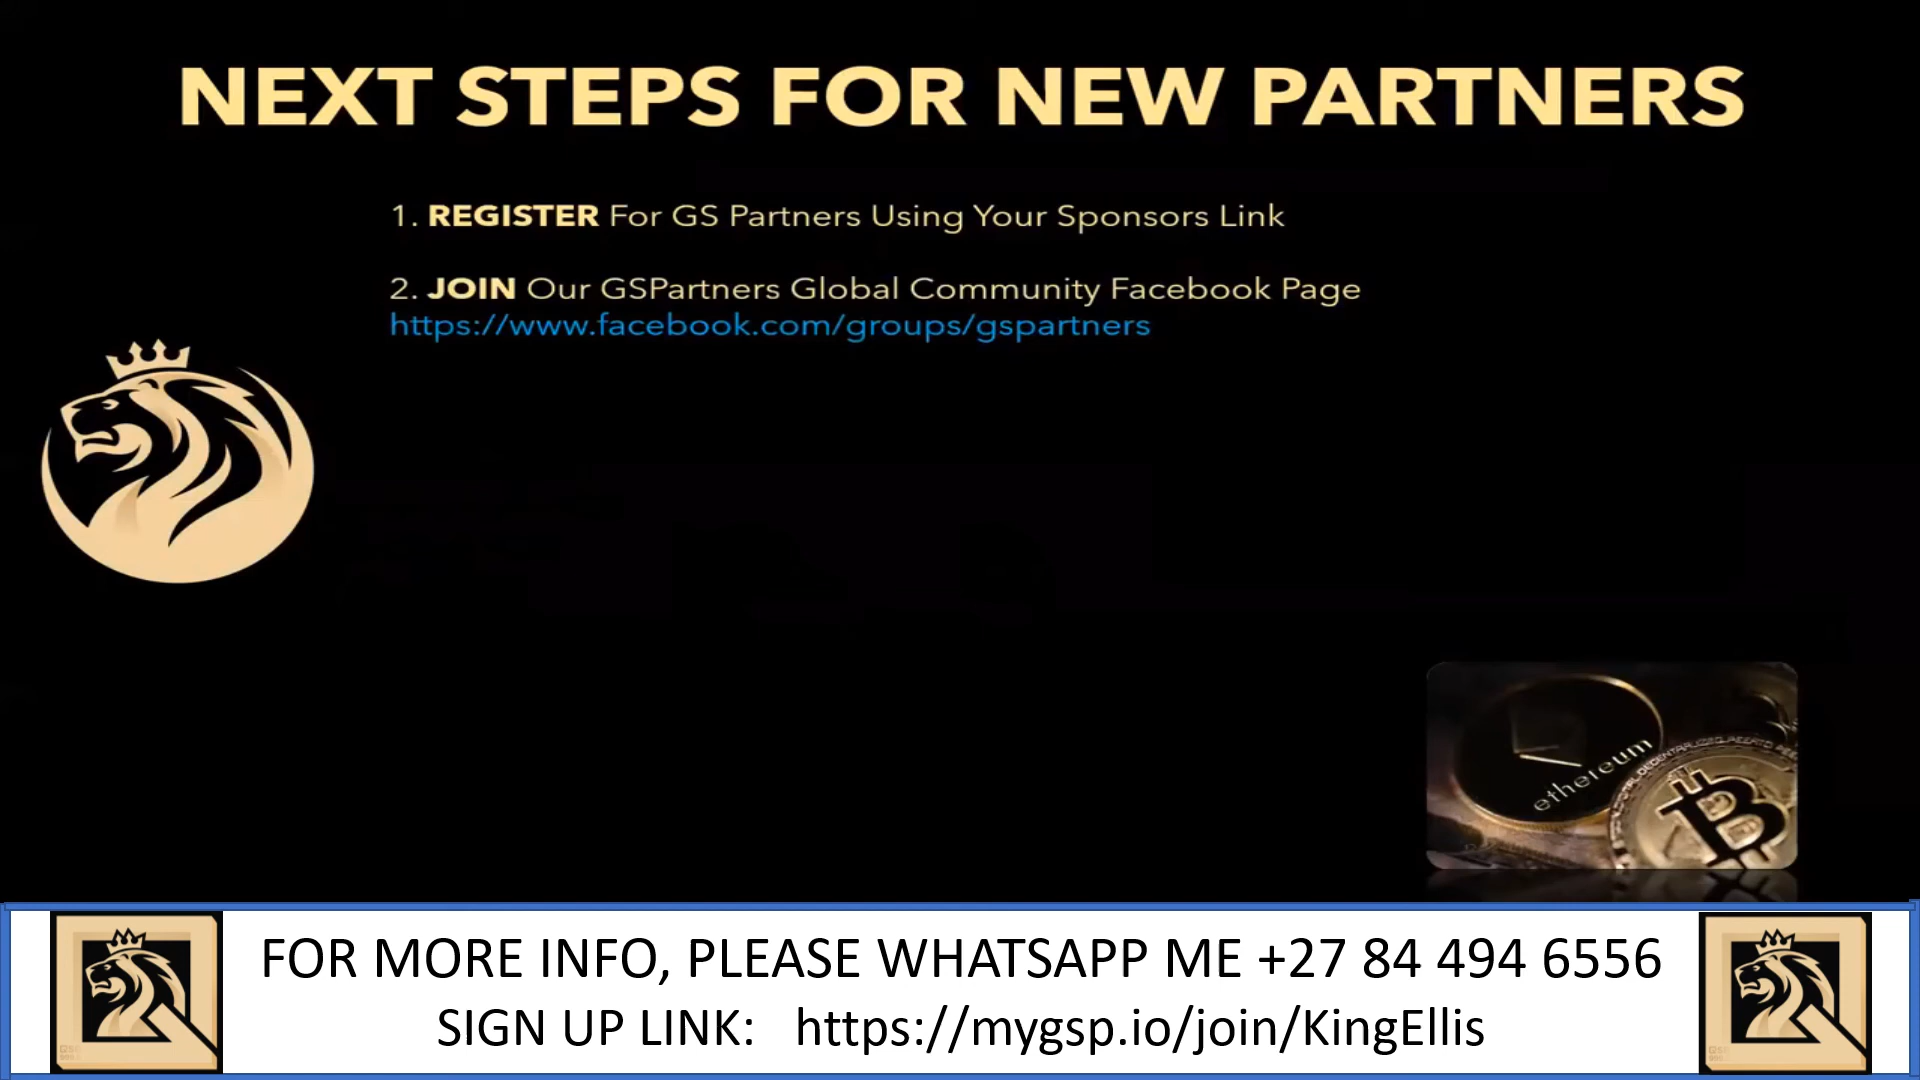 NEXT STEPS FOR NEW PARTNERS
1. REGISTER For GS Partners Using Your Sponsors Link
2. JOIN Our GSPartners Global Community Facebook Page
https://www.facebook.com/groups/gspartners
ethereum
FOR MORE INFO, PLEASE WHATSAPP ME +27 84 494 6556
SIGN UP LINK: https://mygsp.io/join/KingEllis